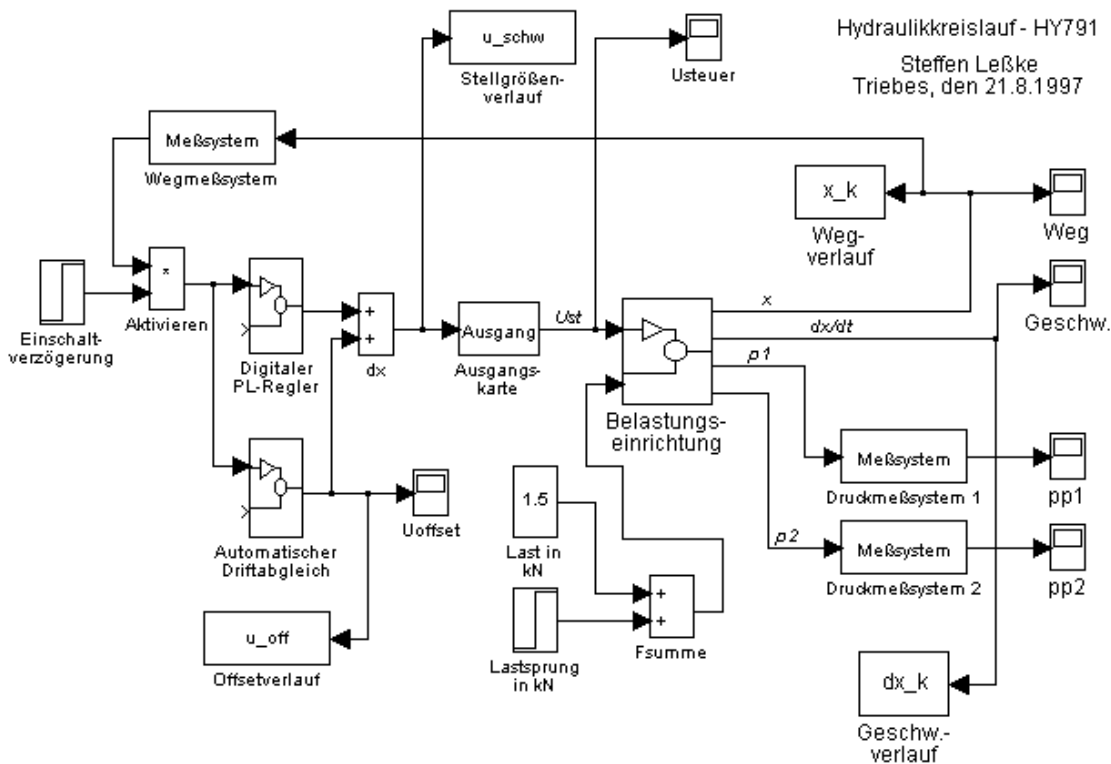 Hydraulikkreislauf - HY791
Steffen Leßke
Triebes, den 21.8.1997
u_schw
Stellgrößen-
verlauf
Usteuer
Meßsystem
Wegmeßsystem
x_k
Weg-
verlauf
Weg
Einschalt-
verzögerung
*
Aktivieren
Digitaler
PL-Regler
+
+
dx
Ausgang
Ausgangs-
karte
Ust
Belastungs-
einrichtung
x
dx/dt
p1
p2
Geschw.
Automatischer
Driftabgleich
Uoffset
u_off
Offsetverlauf
1.5
Last in
kN
Lastsprung
in kN
+
+
Fsumme
Meßsystem
Druckmeßsystem 1
pp1
Meßsystem
Druckmeßsystem 2
pp2
dx_k
Geschw.-
verlauf